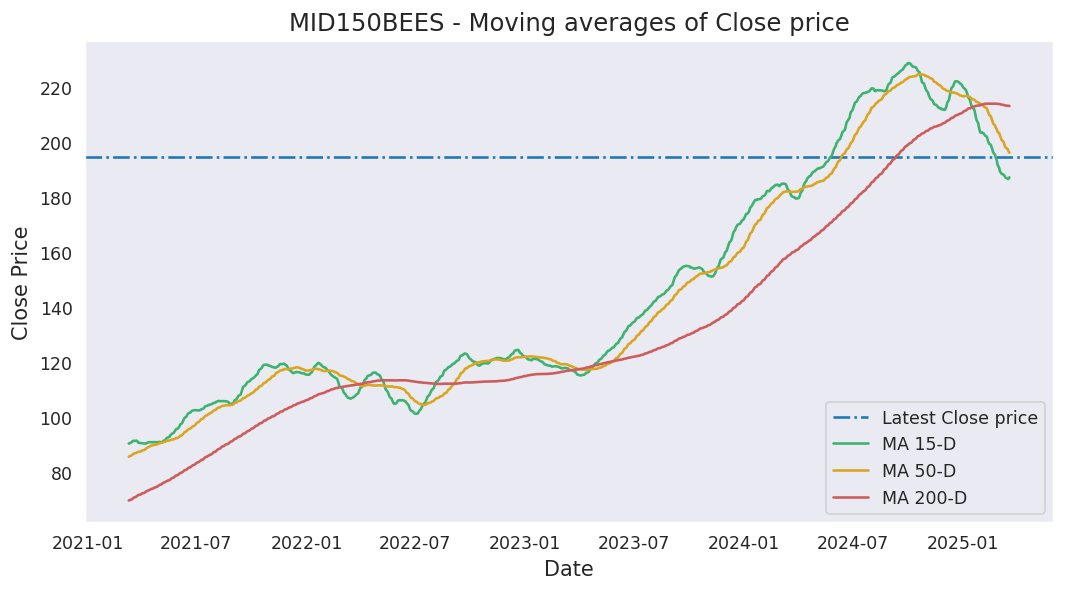 MID150BEES - Moving averages of Close price
Close Price
220
200
180
160
140
120
100
80
2021-01 2021-07 2022-01 2022-07 2023-01 2023-07 2024-01 2024-07 2025-01
Date
Latest Close price
MA 15-D
MA 50-D
MA 200-D